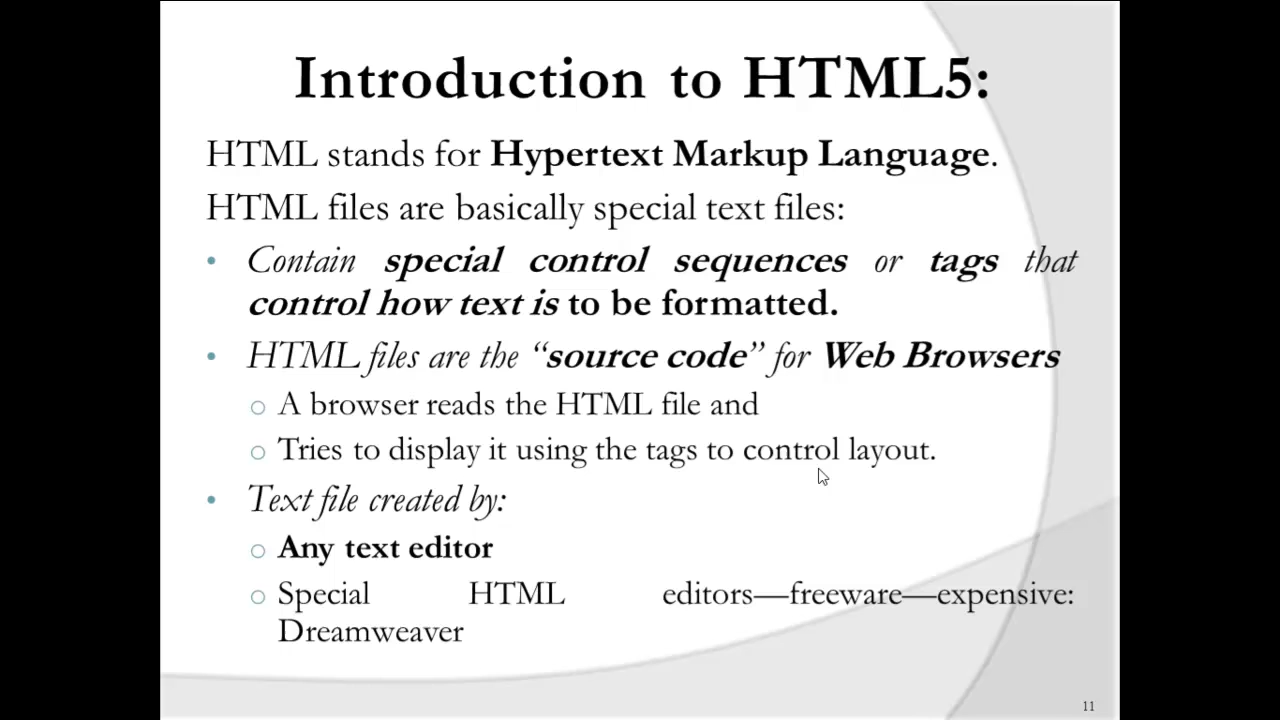 Introduction to HTML5:
HTML stands for Hypertext Markup Language.
HTML files are basically special text files:
• Contain special control sequences or tags that
control how text is to be formatted.
• HTML files are the “source code” for Web Browsers
○ A browser reads the HTML file and
○ Tries to display it using the tags to control layout.
• Text file created by:
○ Any text editor
○ Special HTML editors—freeware—expensive:
Dreamweaver
11